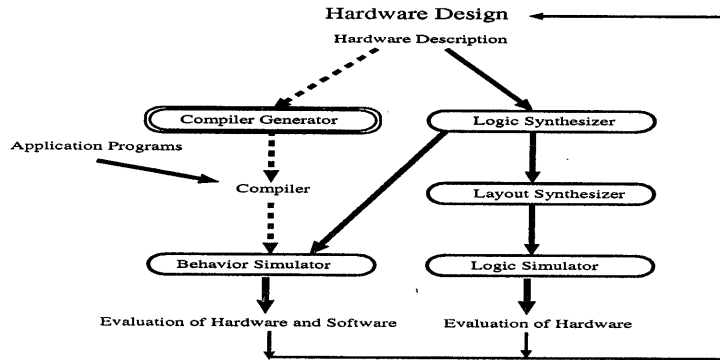 Hardware Design
Hardware Description
Compiler Generator
Logic Synthesizer
Application Programs
Compiler
Layout Synthesizer
Behavior Simulator
Logic Simulator
Evaluation of Hardware and Software
Evaluation of Hardware